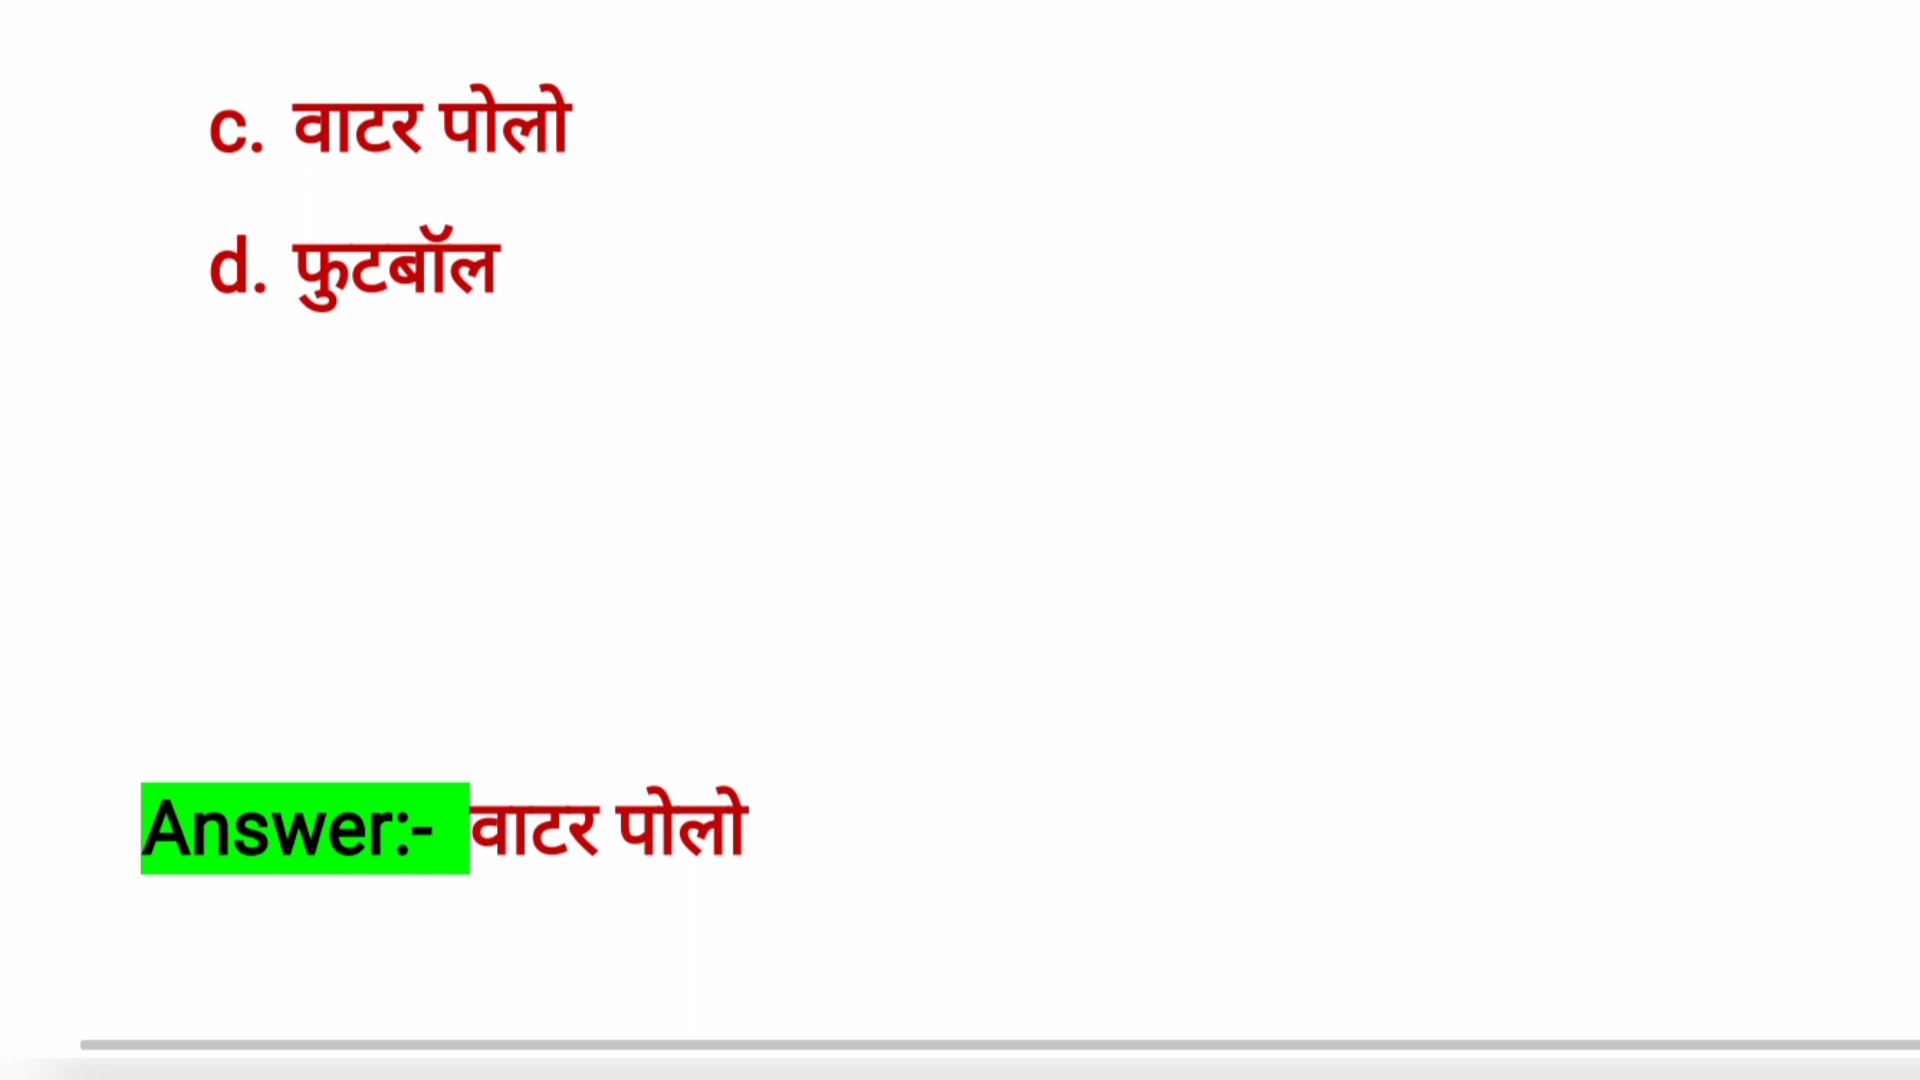 c. वाटर पोलो
d. फुटबॉल
Answer:- वाटर पोलो